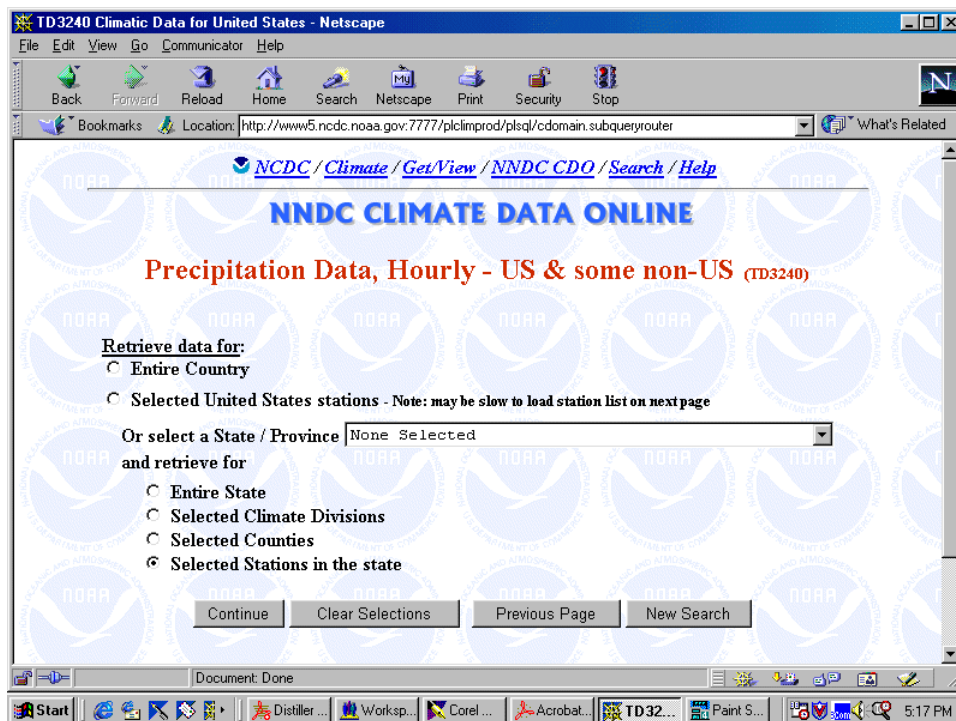 TD3240 Climatic Data for United States - Netscape
File Edit View Go Communicator Help
Back Forward Reload Home Search Netscape Print Security Stop
My
N
Bookmarks Location: http://www5.ncdc.noaa.gov:7777/plclimprod/plsql/cdomain.subqueryrouter What's Related
NCDC / Climate / Get/View / NNDC CDO / Search / Help
NNDC CLIMATE DATA ONLINE
Precipitation Data, Hourly - US & some non-US (TD3240)
Retrieve data for:
Entire Country
Selected United States stations - Note: may be slow to load station list on next page
Or select a State / Province None Selected
and retrieve for
Entire State
Selected Climate Divisions
Selected Counties
Selected Stations in the state
Continue Clear Selections Previous Page New Search
Document: Done
Start Distiller ... Worksp... Corel ... Acrobat... TD32... Paint S... 5:17 PM